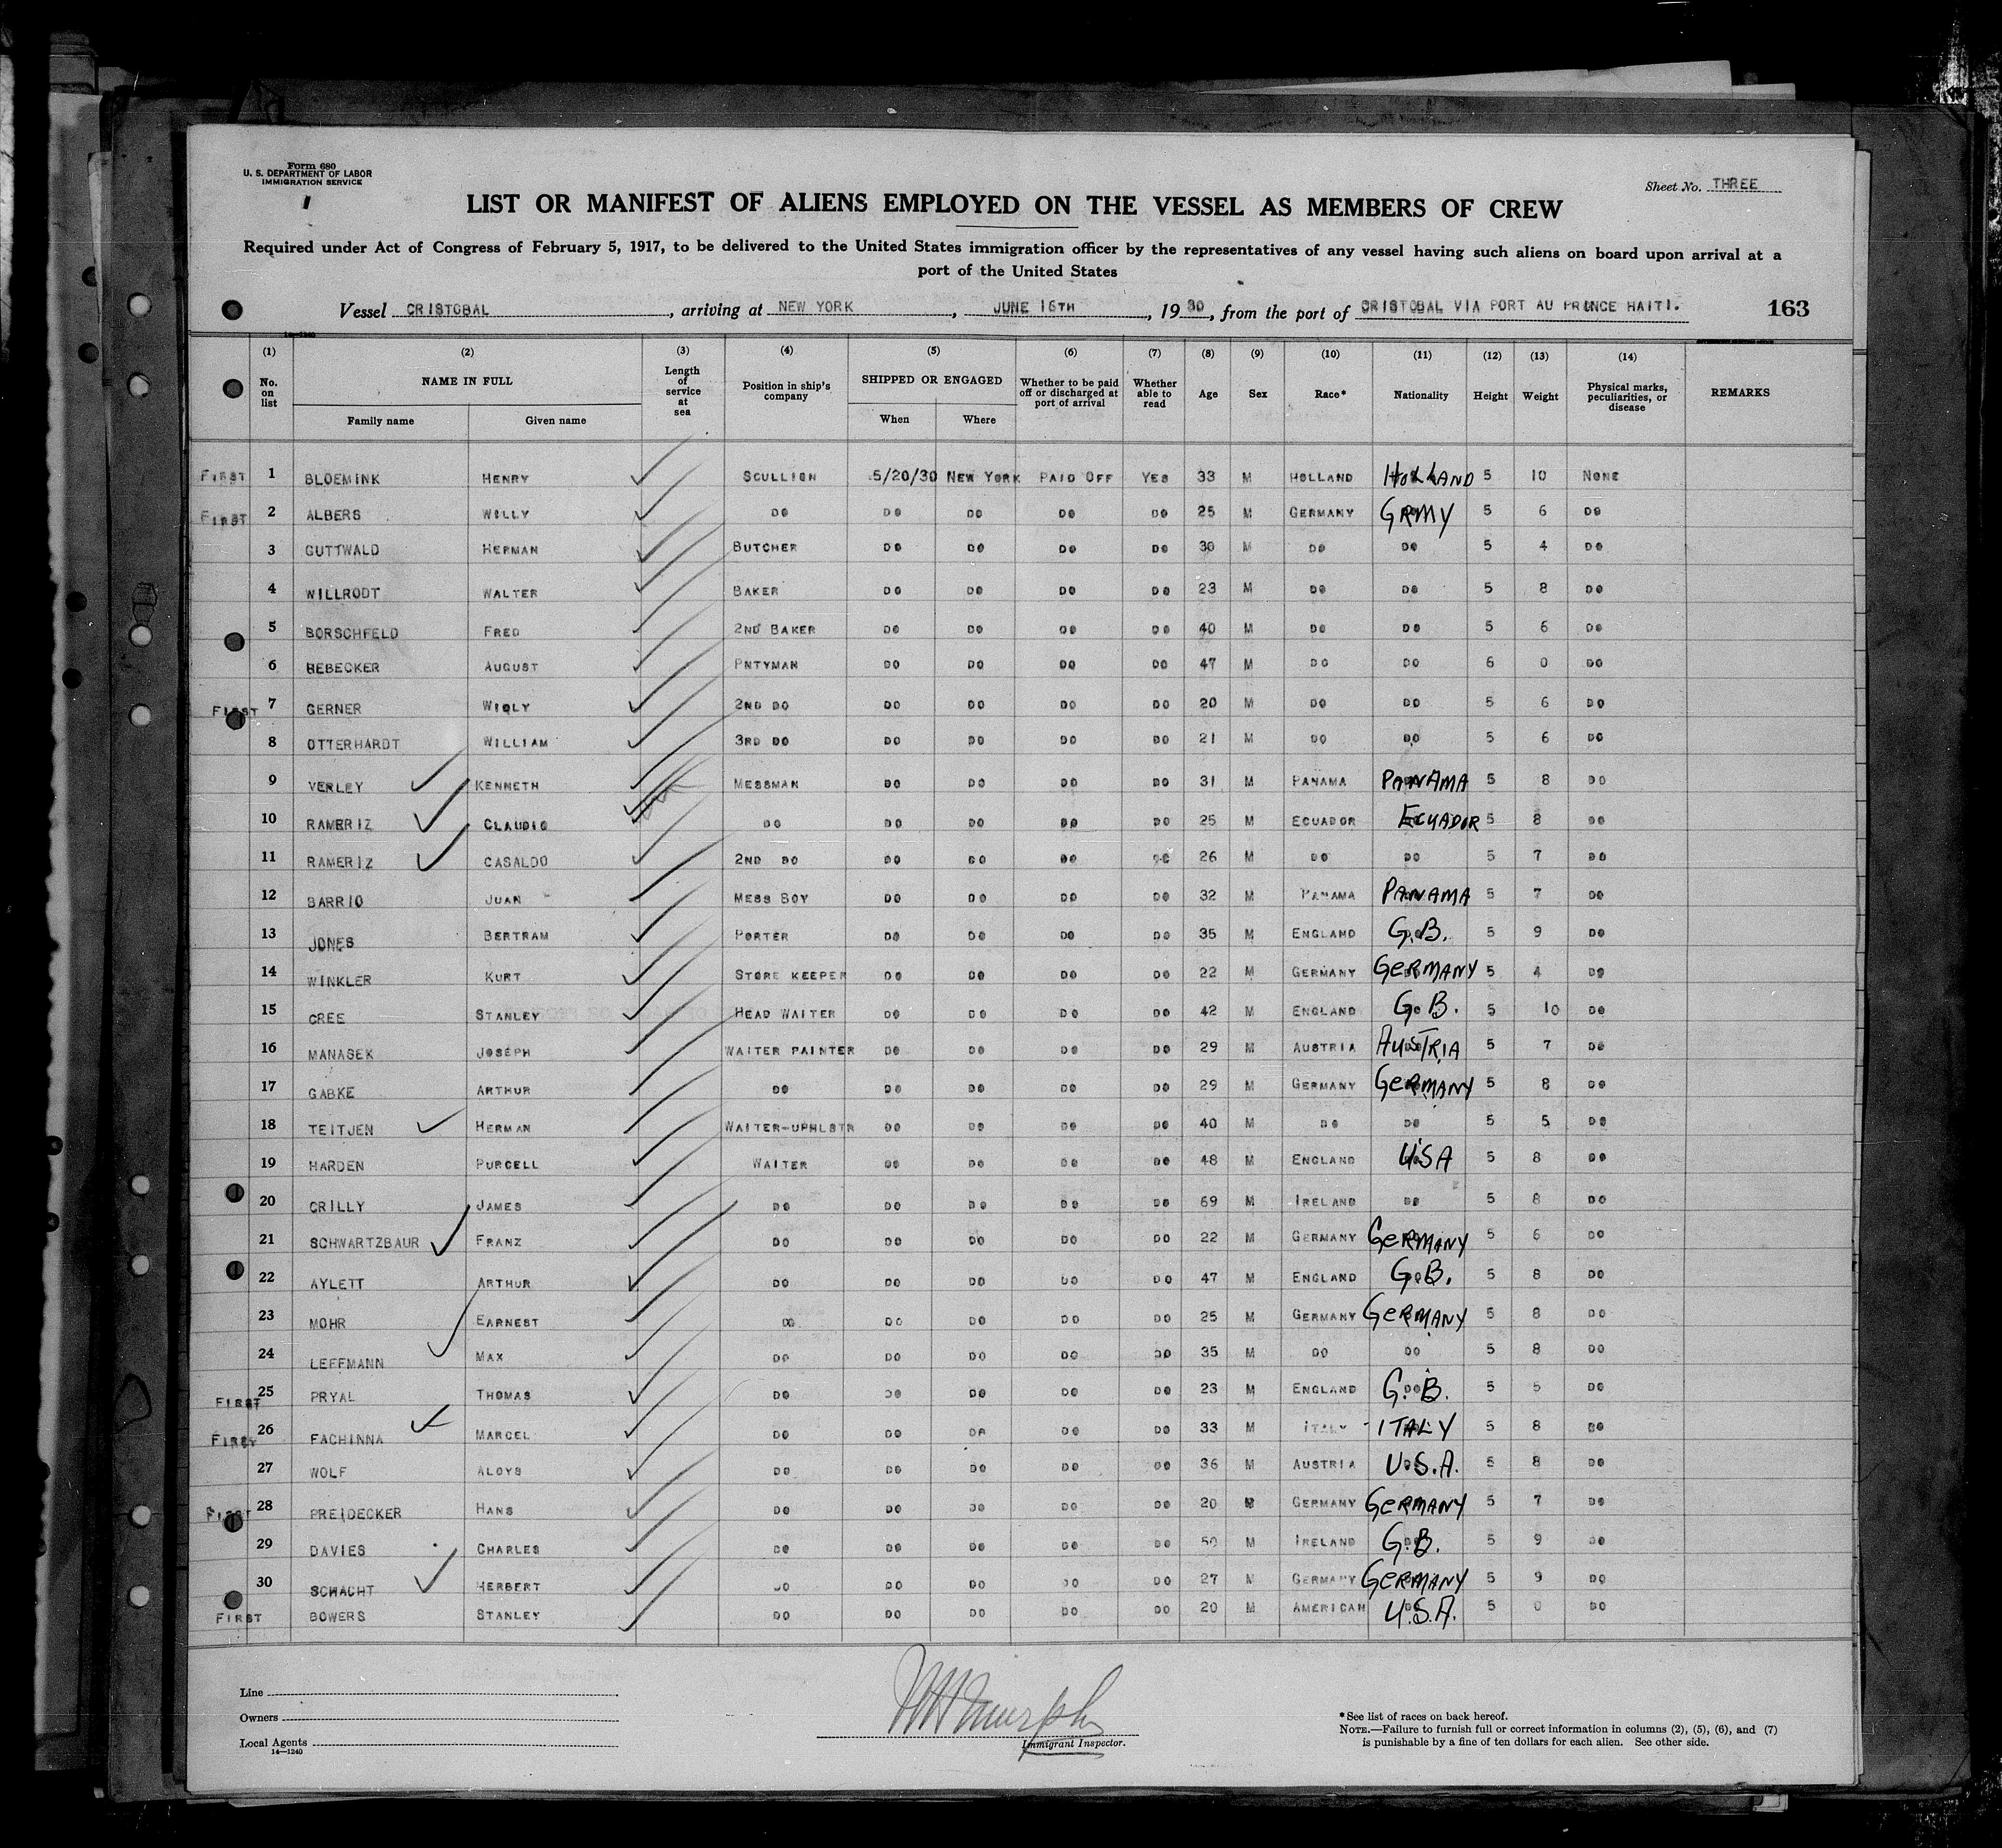 Form 680
U. S. DEPARTMENT OF LABOR
IMMIGRATION SERVICE
Sheet No. THREE
LIST OR MANIFEST OF ALIENS EMPLOYED ON THE VESSEL AS MEMBERS OF CREW
Required under Act of Congress of February 5, 1917, to be delivered to the United States immigration officer by the representatives of any vessel having such aliens on board upon arrival at a
port of the United States
Vessel CRISTOBAL, arriving at NEW YORK, JUNE 16TH, 1930, from the port of CRISTOBAL VIA PORT AU PRINCE HAITI. 163
14-1240
(1) (2) (3) (4) (5) (6) (7) (8) (9) (10) (11) (12) (13) (14)
No. on list NAME IN FULL Family name Given name Length of service at sea Position in ship's company SHIPPED OR ENGAGED When Where Whether to be paid off or discharged at port of arrival Whether able to read Age Sex Race* Nationality Height Weight Physical marks, peculiarities, or disease REMARKS
FIRST 1 BLOEMINK HENRY SCULLION 5/20/30 NEW YORK PAID OFF YES 33 M HOLLAND HOLLAND 5 10 NONE
FIRST 2 ALBERS WILLY DO DO DO DO DO 25 M GERMANY GRMY 5 6 DO
3 GUTTWALD HERMAN BUTCHER DO DO DO DO 30 M DO DO 5 4 DO
4 WILLRODT WALTER BAKER DO DO DO DO 23 M DO DO 5 8 DO
5 BORSCHFELD FRED 2ND BAKER DO DO DO DO 40 M DO DO 5 6 DO
6 BEBECKER AUGUST PNTYMAN DO DO DO DO 47 M DO DO 6 0 DO
FIRST 7 GERNER 2ND DO DO DO DO DO 20 M DO DO 5 6 DO
8 OTTERHARDT WILLIAM 3RD DO DO DO DO DO 21 M DO DO 5 6 DO
9 VERLEY KENNETH MESSMAN DO DO DO DO 31 M PANAMA PANAMA 5 8 DO
10 RAMERIZ CLAUDIO DO DO DO DO DO 25 M ECUADOR ECUADOR 5 8 DO
11 RAMERIZ CASALDO 2ND DO DO DO DO DO 26 M DO DO 5 7 DO
12 BARRIO JUAN MESS BOY DO DO DO DO 32 M PANAMA PANAMA 5 7 DO
13 JONES BERTRAM PORTER DO DO DO DO 35 M ENGLAND G.B. 5 9 DO
14 WINKLER KURT STORE KEEPER DO DO DO DO 22 M GERMANY GERMANY 5 4 DO
15 CREE STANLEY HEAD WAITER DO DO DO DO 42 M ENGLAND G.B. 5 10 DO
16 MANASEK JOSEPH WAITER PAINTER DO DO DO DO 29 M AUSTRIA AUSTRIA 5 7 DO
17 GABKE ARTHUR DO DO DO DO DO 29 M GERMANY GERMANY 5 8 DO
18 TEITJEN HERMAN WAITER-UPHLSTR DO DO DO DO 40 M DO DO 5 5 DO
19 HARDEN PURCELL WAITER DO DO DO DO 48 M ENGLAND USA 5 8 DO
20 CRILLY JAMES DO DO DO DO DO 69 M IRELAND DO 5 8 DO
21 SCHWARTZBAUR FRANZ DO DO DO DO DO 22 M GERMANY GERMANY 5 6 DO
22 AYLETT ARTHUR DO DO DO DO DO 47 M ENGLAND G.B. 5 8 DO
23 MOHR EARNEST DO DO DO DO DO 25 M GERMANY GERMANY 5 8 DO
24 LEFFMANN MAX DO DO DO DO DO 35 M DO DO 5 8 DO
FIRST 25 PRYAL THOMAS DO DO DO DO DO 23 M ENGLAND G.B. 5 5 DO
FIRST 26 FACHINNA MARCEL DO DO DO DO DO 33 M ITALY ITALY 5 8 DO
27 WOLF ALOYS DO DO DO DO DO 36 M AUSTRIA U.S.A. 5 8 DO
FIRST 28 PREIDECKER HANS DO DO DO DO DO 20 M GERMANY GERMANY 5 7 DO
29 DAVIES CHARLES DO DO DO DO DO 50 M IRELAND G.B. 5 9 DO
30 SCHACHT HERBERT DO DO DO DO DO 27 M GERMANY GERMANY 5 9 DO
FIRST BOWERS STANLEY DO DO DO DO DO 20 M AMERICAN U.S.A. 5 0 DO
Line
Owners
Local Agents
14—1240
Murphy
Immigrant Inspector.
*See list of races on back hereof.
NOTE.—Failure to furnish full or correct information in columns (2), (5), (6), and (7)
is punishable by a fine of ten dollars for each alien. See other side.